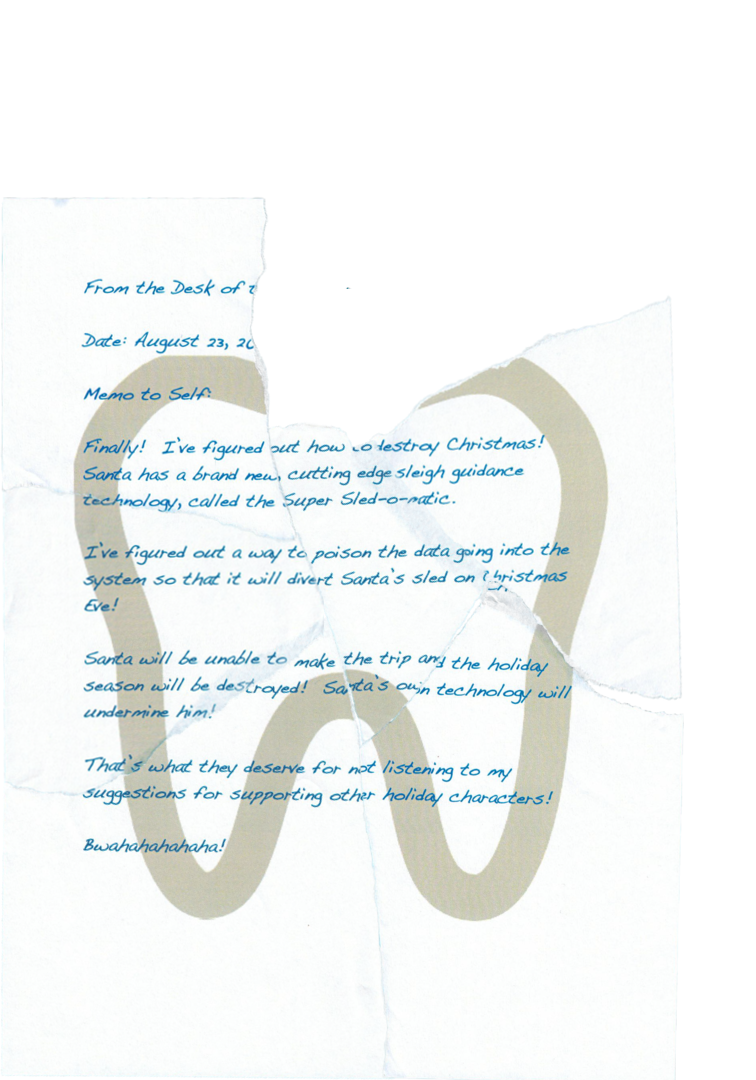 From the Desk of
Date: August 23, 20
Memo to Self:
Finally! I've figured out how to destroy Christmas!
Santa has a brand new, cutting edge sleigh guidance
technology, called the Super Sled-o-matic.
I've figured out a way to poison the data going into the
system so that it will divert Santa's sled on Christmas
Eve!
Santa will be unable to make the trip and the holiday
season will be destroyed! Santa's own technology will
undermine him!
That's what they deserve for not listening to my
suggestions for supporting other holiday characters!
Bwahahahahaha!